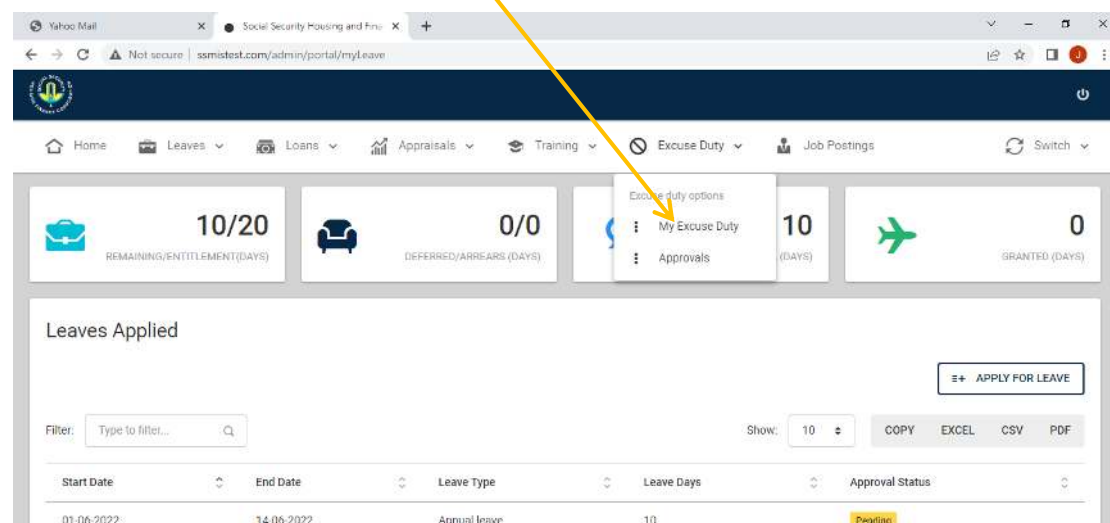 Yahoo Mail
Social Security Housing and Fina
Not secure | ssmistest.com/admin/portal/myLeave
Home Leaves Loans Appraisals Training Excuse Duty Job Postings Switch
Excuse duty options
My Excuse Duty
Approvals
10/20
REMAINING/ENTITLEMENT(DAYS)
0/0
DEFERRED/ARREARS (DAYS)
10
(DAYS)
0
GRANTED (DAYS)
Leaves Applied
APPLY FOR LEAVE
Filter: Type to filter... Show: 10 COPY EXCEL CSV PDF
Start Date End Date Leave Type Leave Days Approval Status
01-06-2022 14-06-2022 Annual leave 10 Pending